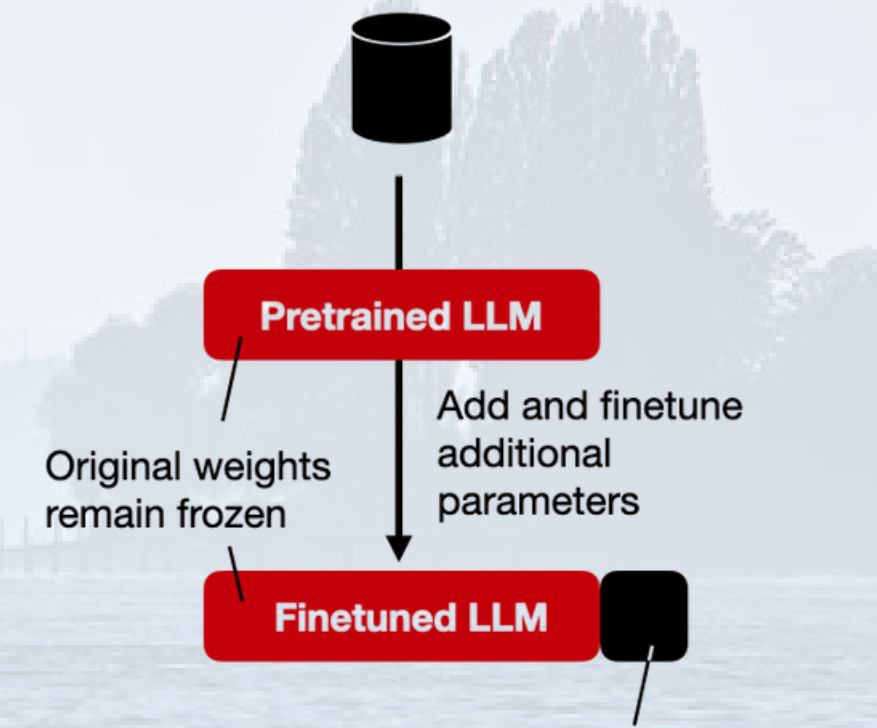 Pretrained LLM
Add and finetune
additional
parameters
Original weights
remain frozen
Finetuned LLM